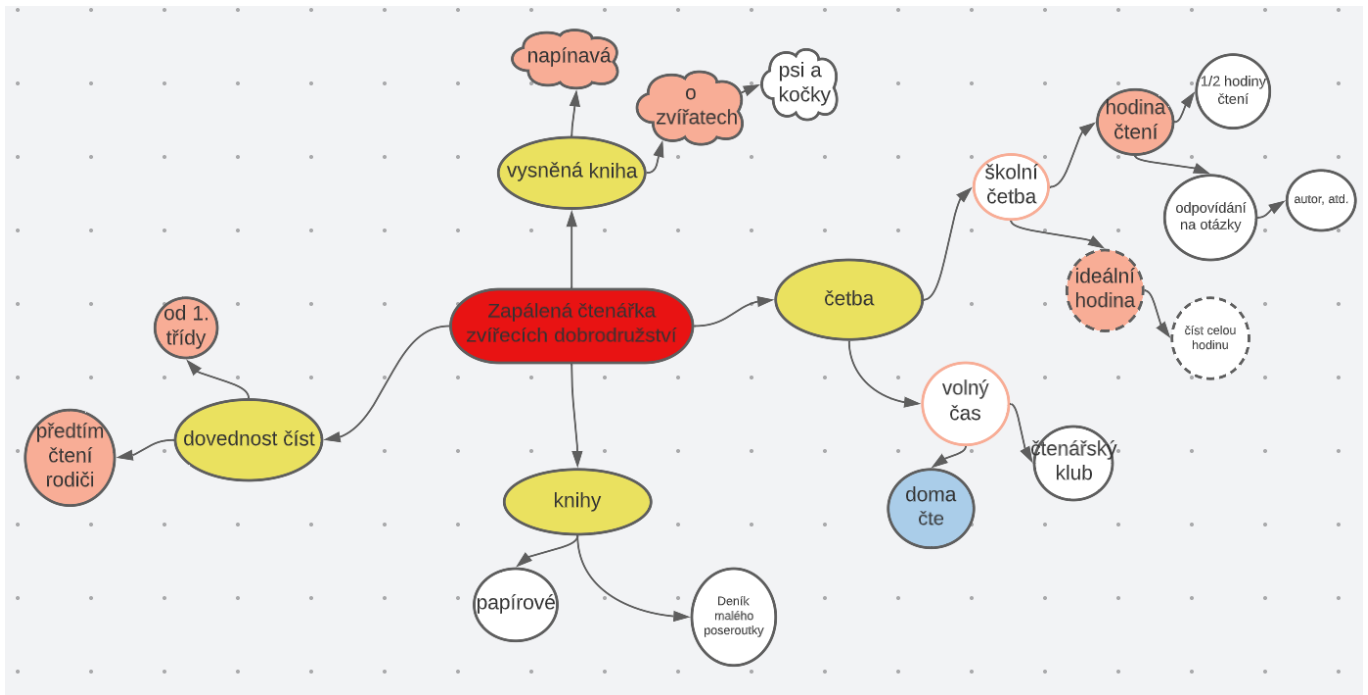 napínavá
o
zvířatech
psi a
kočky
vysněná kniha
1/2 hodiny
čtení
hodina
čtení
školní
četba
odpovídání
na otázky
autor, atd.
ideální
hodina
číst celou
hodinu
četba
Zapálená čtenářka
zvířecích dobrodružství
od 1.
třídy
předtím
čtení
rodiči
dovednost číst
volný
čas
čtenářský
klub
doma
čte
knihy
papírové
Deník
malého
poseroutky